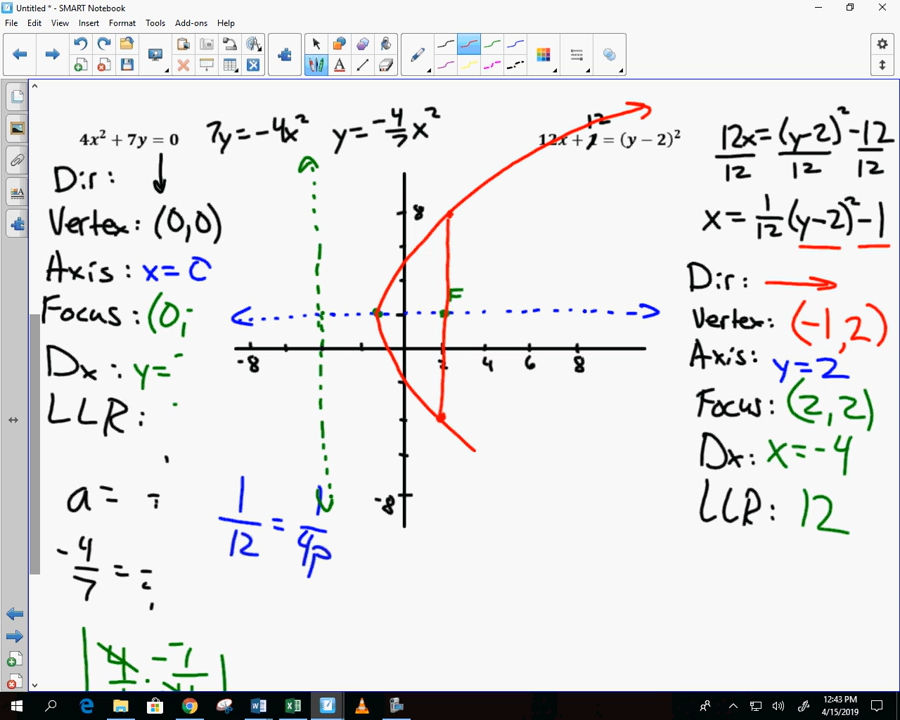 Untitled * - SMART Notebook
File Edit View Insert Format Tools Add-ons Help
4x² + 7y = 0
7y = -4x²
y = -4/7 x²
12
12x + 1 = (y − 2)²
12x/12 = (y-2)²/12 - 12/12
x = 1/12 (y-2)² - 1
Dir: ↓
Vertex: (0,0)
Axis: x = 0
Focus: (0,
Dx: y =
LLR:
a =
-4/7 =
1/12 = 1/4p
8
-8
-8
4
6
8
F
Dir: →
Vertex: (-1, 2)
Axis: y = 2
Focus: (2, 2)
Dx: x = -4
LLR: 12
12:43 PM
4/15/2019